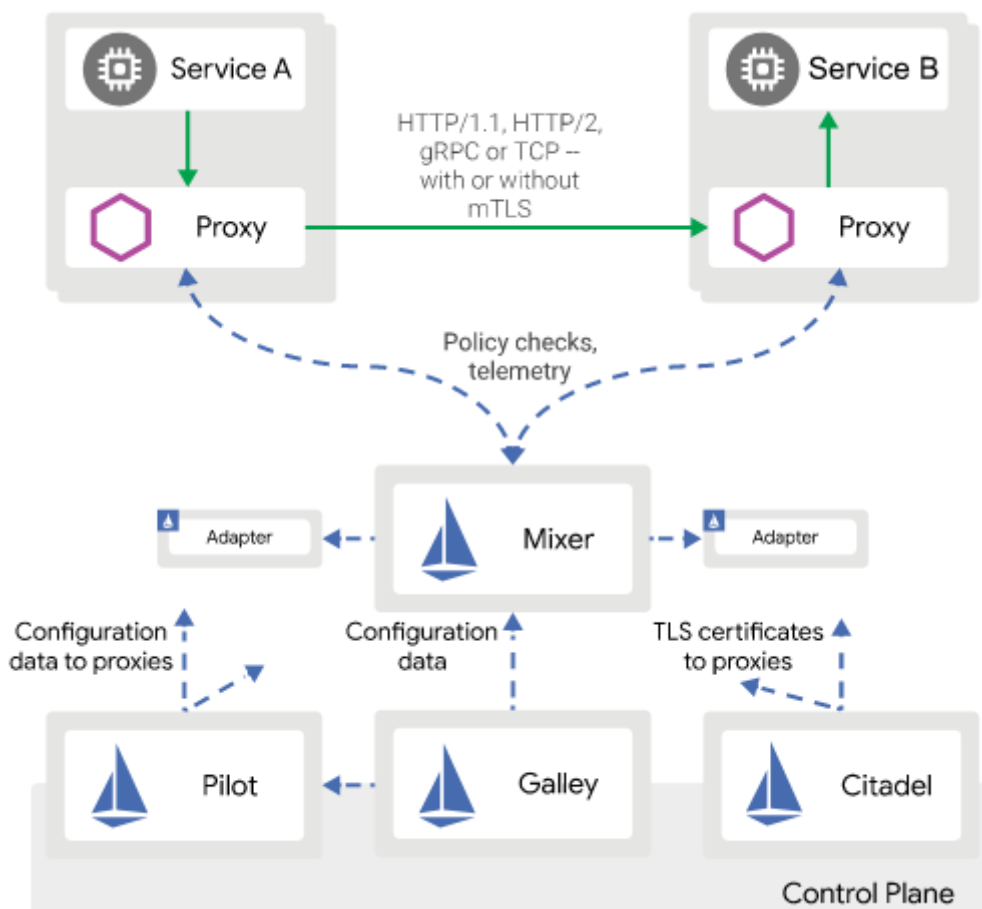 Service A
Service B
HTTP/1.1, HTTP/2,
gRPC or TCP --
with or without
mTLS
Proxy
Proxy
Policy checks,
telemetry
Adapter
Mixer
Adapter
Configuration
data to proxies
Configuration
data
TLS certificates
to proxies
Pilot
Galley
Citadel
Control Plane